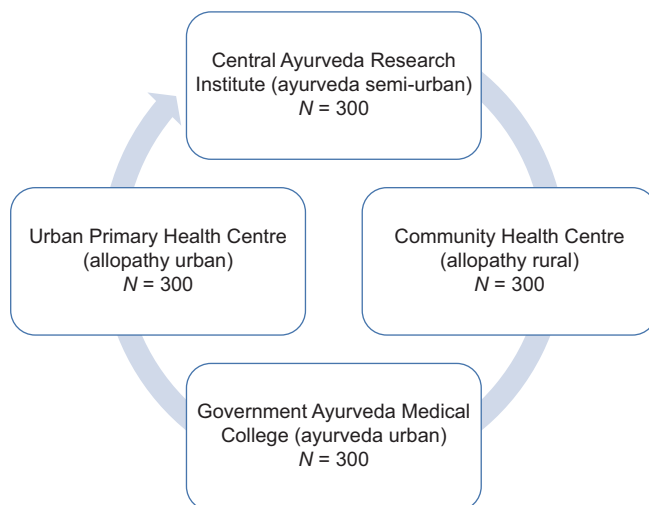 Central Ayurveda Research
Institute (ayurveda semi-urban)
N = 300
Urban Primary Health Centre
(allopathy urban)
N = 300
Community Health Centre
(allopathy rural)
N = 300
Government Ayurveda Medical
College (ayurveda urban)
N = 300